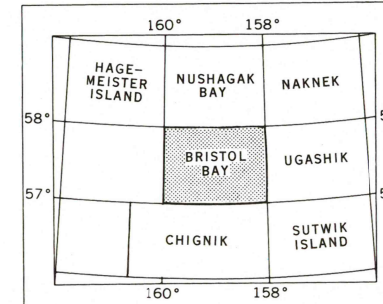 160° 158°
HAGE-
MEISTER
ISLAND
NUSHAGAK
BAY
NAKNEK
58°
BRISTOL
BAY
UGASHIK
57°
CHIGNIK
SUTWIK
ISLAND
160° 158°